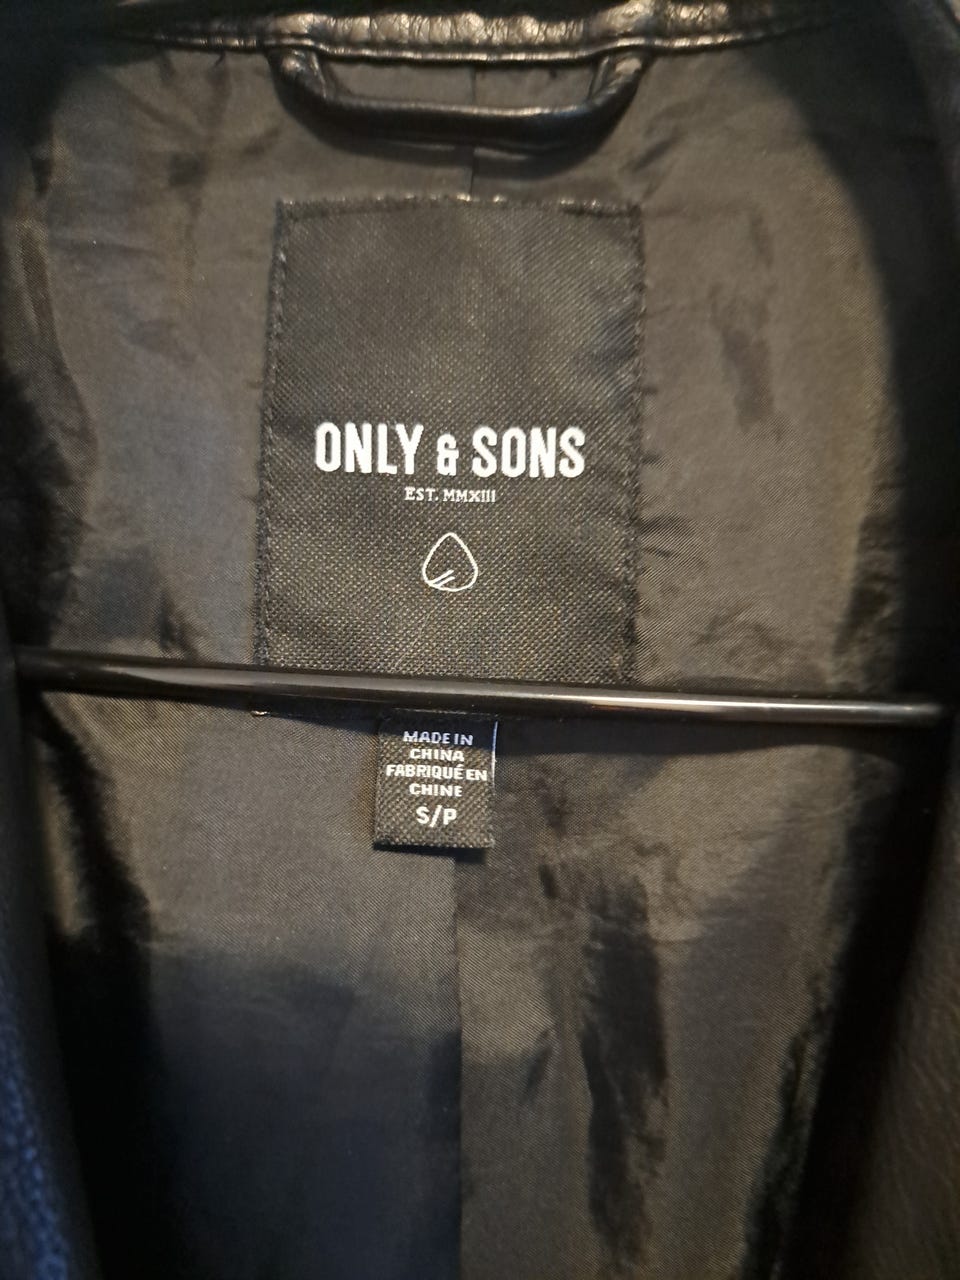 ONLY & SONS
EST. MMXIII
MADE IN
CHINA
FABRIQUÉ EN
CHINE
S/P